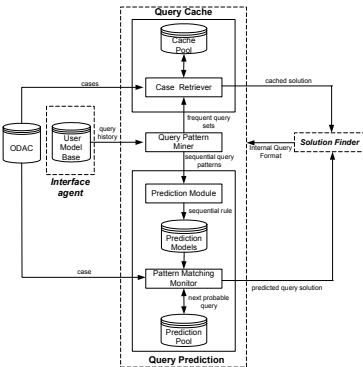 Query Cache
Cache
Pool
cases
Case Retriever
cached solution
frequent query
sets
ODAC
User
Model
Base
query
history
Query Pattern
Miner
Internal Query
Format
Solution Finder
Interface
agent
sequential query
patterns
Prediction Module
sequential rule
Prediction
Models
case
Pattern Matching
Monitor
predicted query solution
next probable
query
Prediction
Pool
Query Prediction